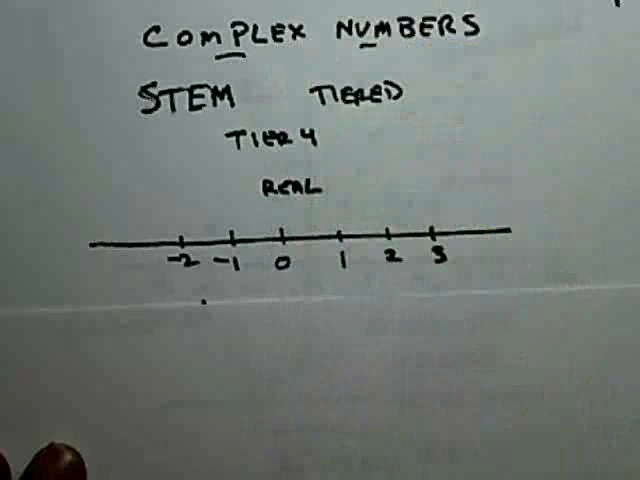 COMPLEX NUMBERS
STEM TIERED
TIER 4
REAL
-2 -1 0 1 2 3